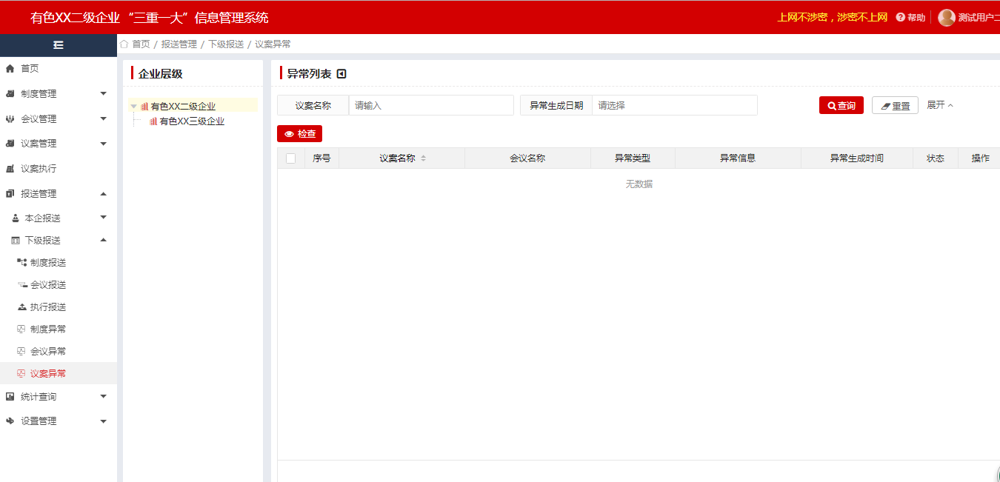 有色XX二级企业 “三重一大” 信息管理系统
上网不涉密，涉密不上网
帮助
测试用户二
首页 / 报送管理 / 下级报送 / 议案异常
首页
制度管理
会议管理
议案管理
议案执行
报送管理
本企报送
下级报送
制度报送
会议报送
执行报送
制度异常
会议异常
议案异常
统计查询
设置管理
企业层级
有色XX二级企业
有色XX三级企业
异常列表
议案名称 请输入 异常生成日期 请选择 查询 重置 展开
检查
序号 议案名称 会议名称 异常类型 异常信息 异常生成时间 状态 操作
无数据